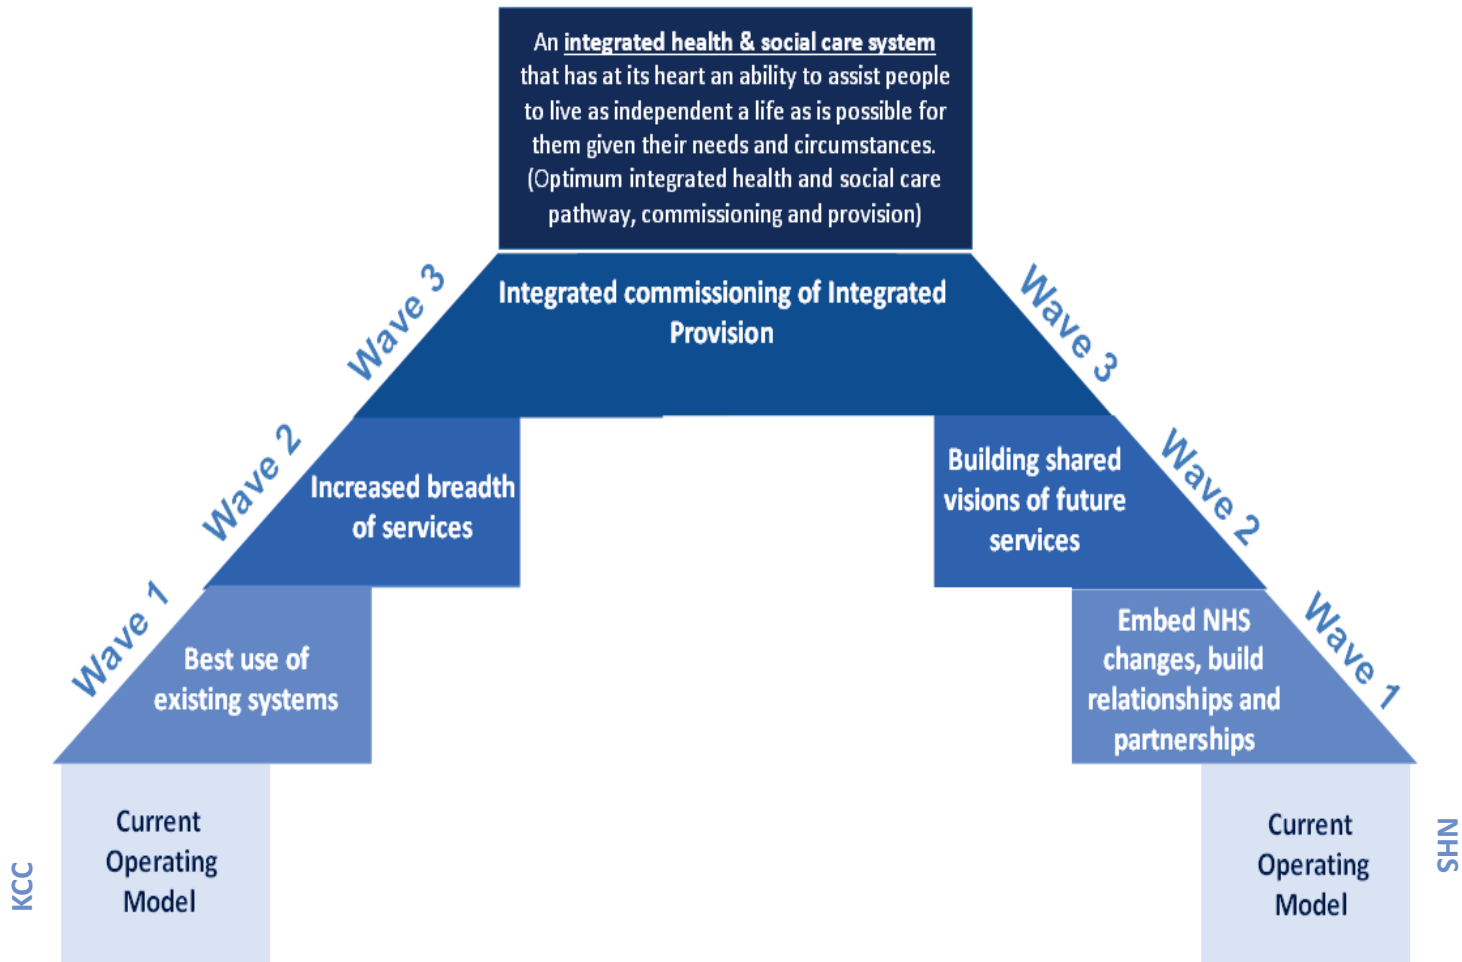 An integrated health & social care system
that has at its heart an ability to assist people
to live as independent a life as is possible for
them given their needs and circumstances.
(Optimum integrated health and social care
pathway, commissioning and provision)
Wave 3
Integrated commissioning of Integrated
Provision
Wave 3
Wave 2
Increased breadth
of services
Building shared
visions of future
services
Wave 2
Wave 1
Best use of
existing systems
Embed NHS
changes, build
relationships and
partnerships
Wave 1
KCC
Current
Operating
Model
Current
Operating
Model
NHS